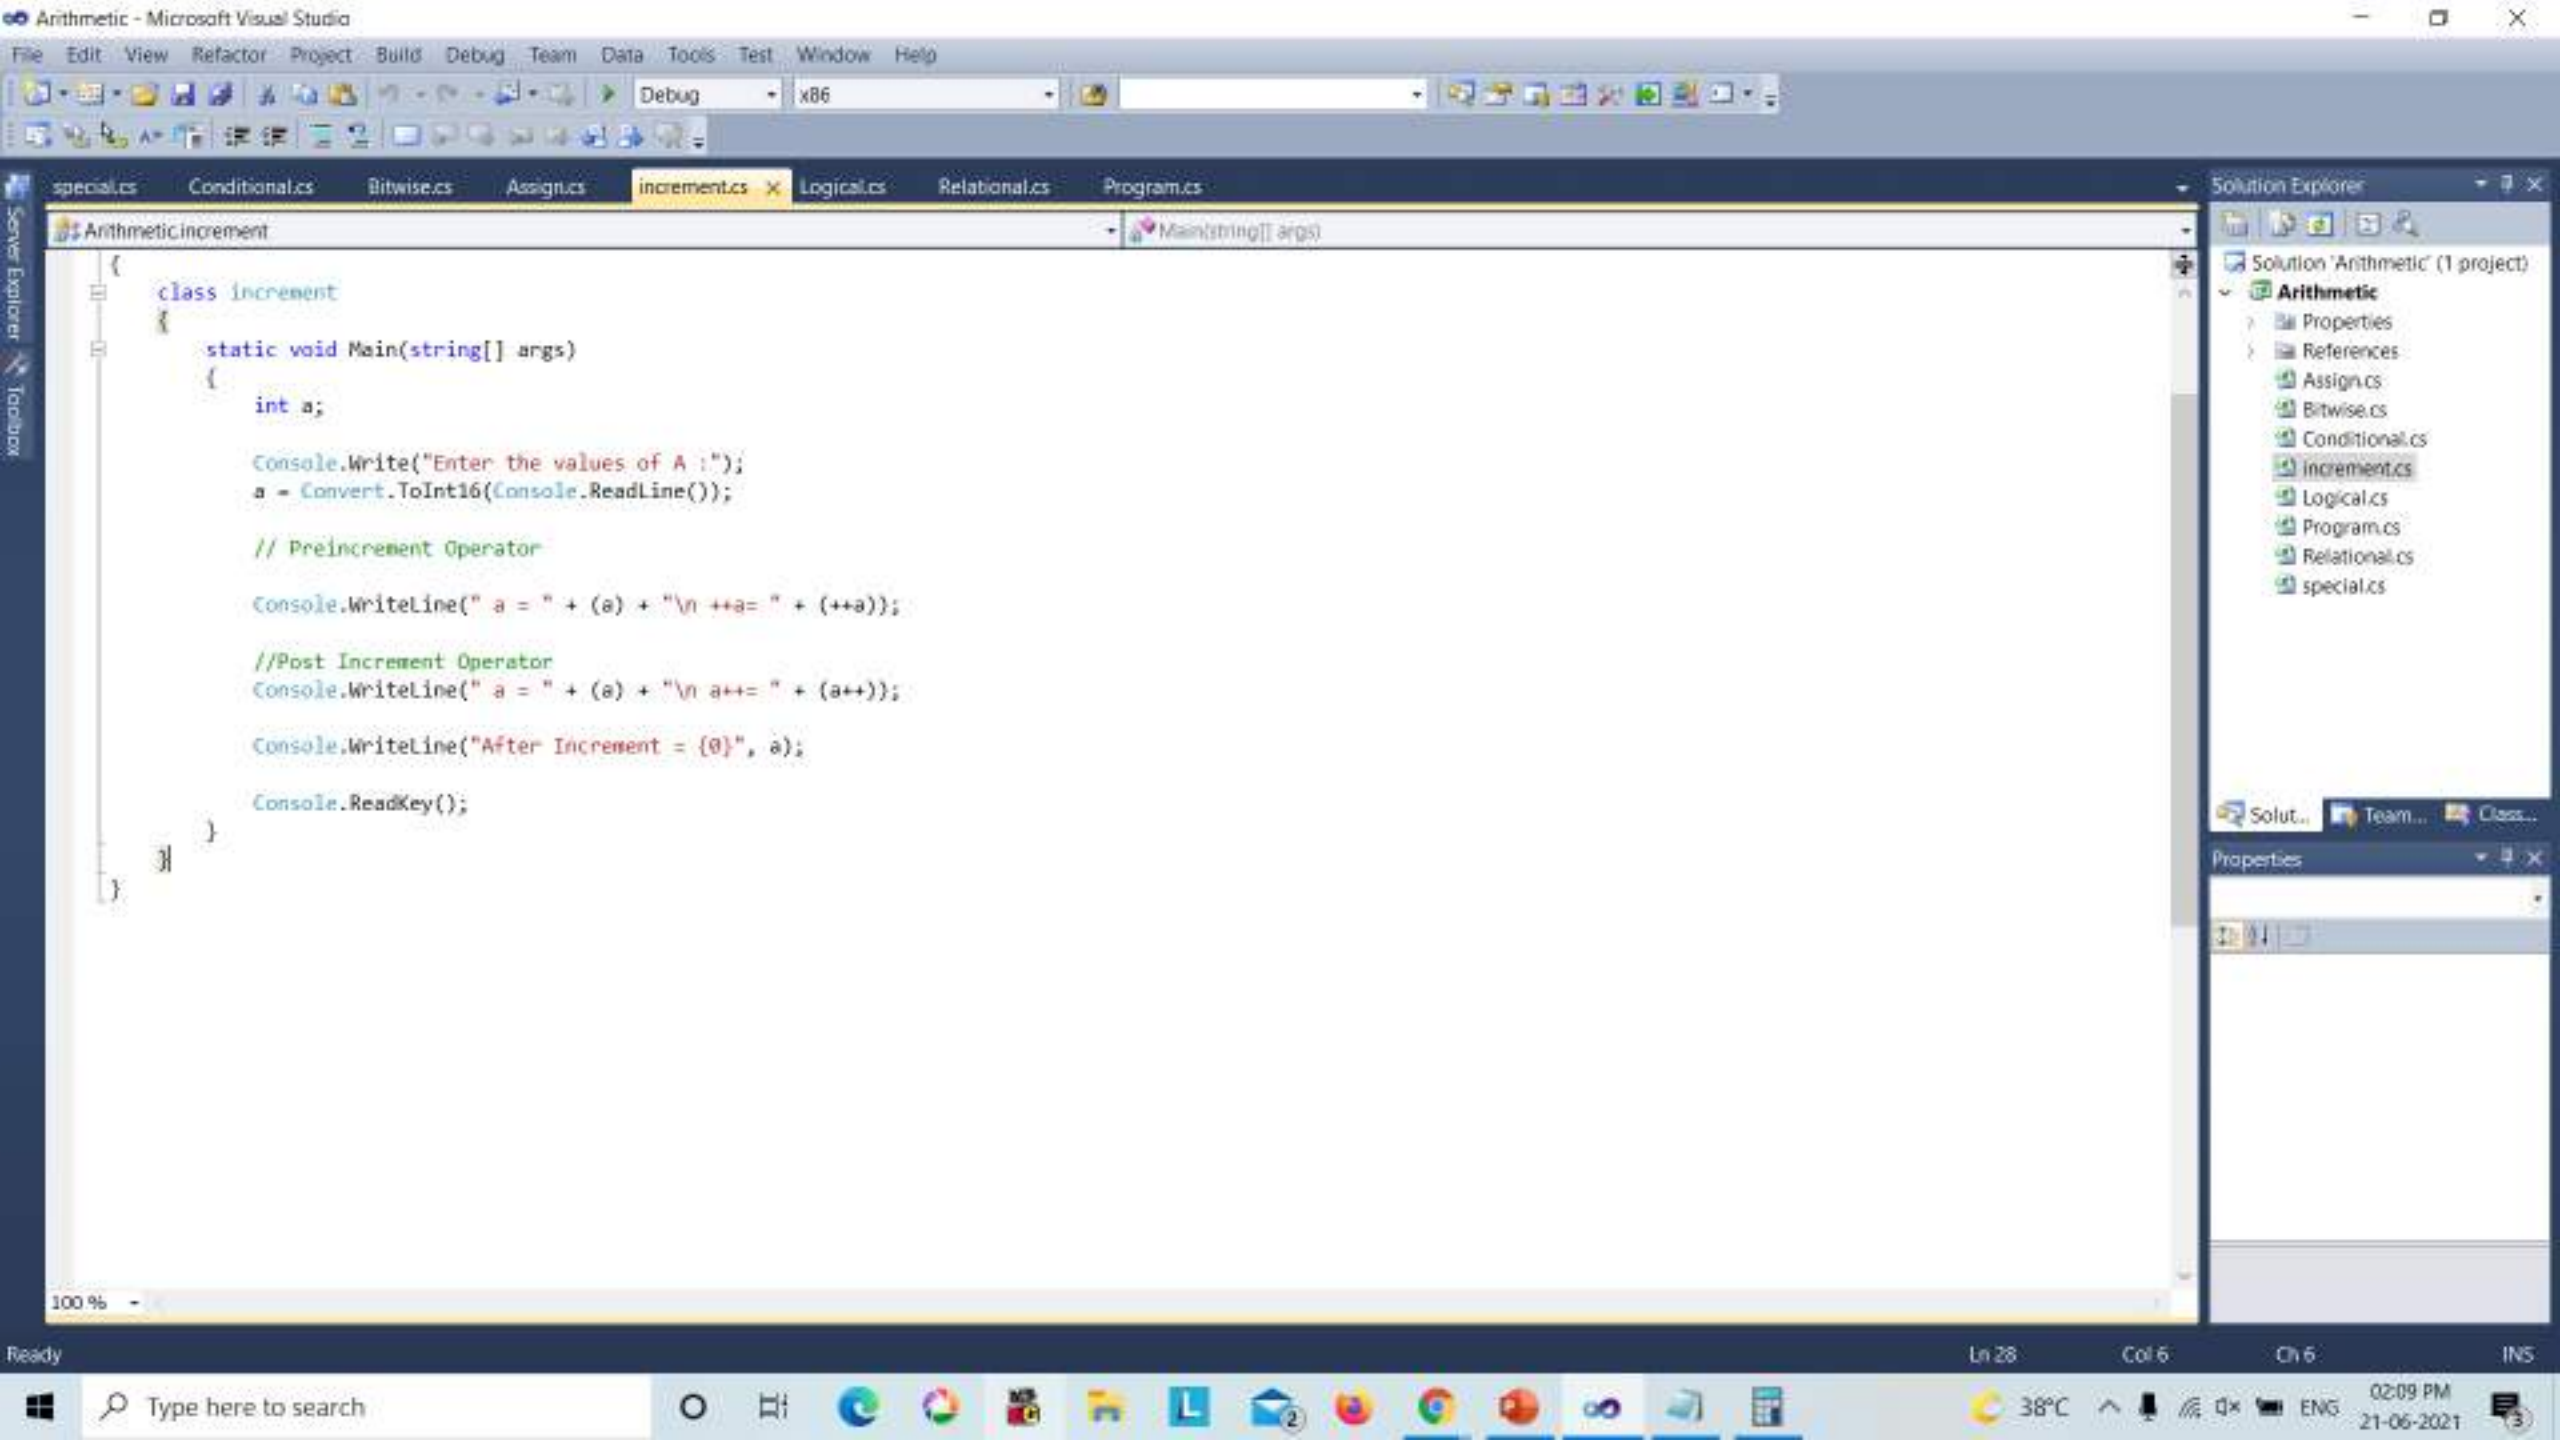 Arithmetic - Microsoft Visual Studio
File Edit View Refactor Project Build Debug Team Data Tools Test Window Help
Debug x86
special.cs Conditional.cs Bitwise.cs Assign.cs increment.cs Logical.cs Relational.cs Program.cs
Arithmetic.increment Main(string[] args)
Server Explorer
Toolbox
{
class increment
{
static void Main(string[] args)
{
int a;
Console.Write("Enter the values of A :");
a = Convert.ToInt16(Console.ReadLine());
// Preincrement Operator
Console.WriteLine(" a = " + (a) + "\n ++a= " + (++a));
//Post Increment Operator
Console.WriteLine(" a = " + (a) + "\n a++= " + (a++));
Console.WriteLine("After Increment = {0}", a);
Console.ReadKey();
}
}
}
100 %
Solution Explorer
Solution 'Arithmetic' (1 project)
Arithmetic
Properties
References
Assign.cs
Bitwise.cs
Conditional.cs
increment.cs
Logical.cs
Program.cs
Relational.cs
special.cs
Solut... Team... Class...
Properties
Ready Ln 28 Col 6 Ch 6 INS
Type here to search
2
38°C ENG
02:09 PM
21-06-2021
3